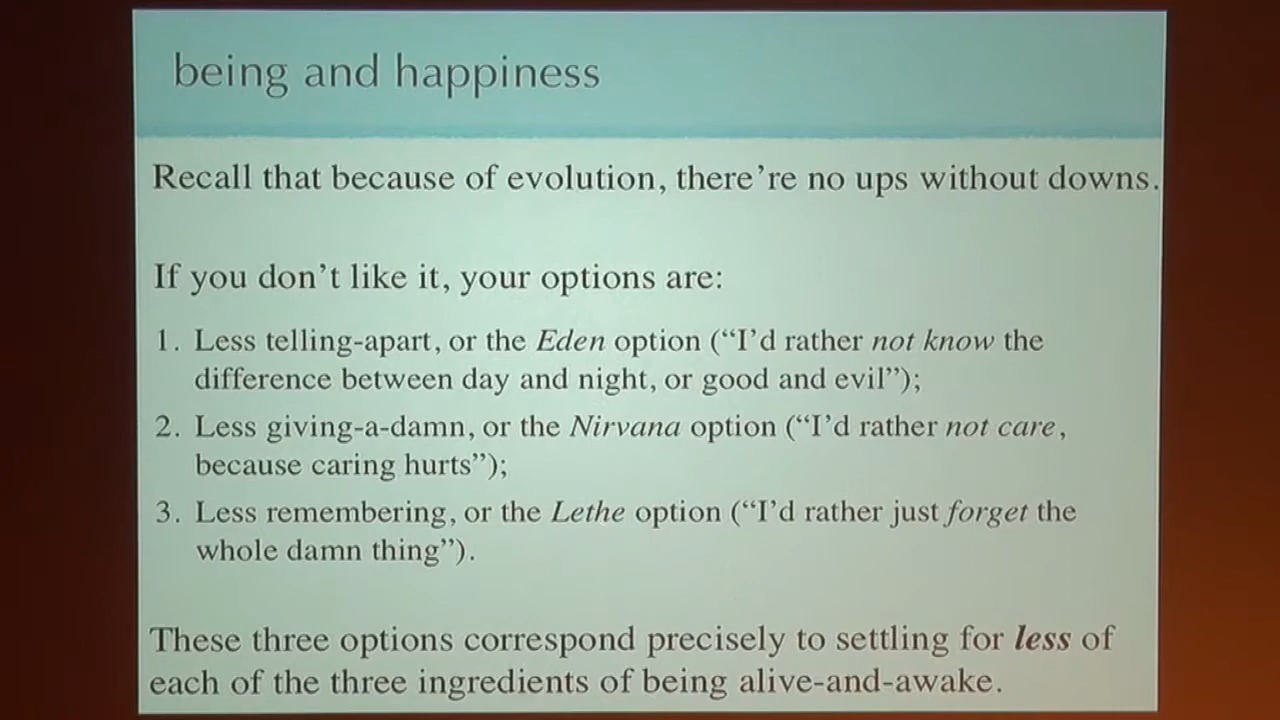 being and happiness
Recall that because of evolution, there’re no ups without downs.
If you don’t like it, your options are:
1. Less telling-apart, or the Eden option (“I’d rather not know the
difference between day and night, or good and evil”);
2. Less giving-a-damn, or the Nirvana option (“I’d rather not care,
because caring hurts”);
3. Less remembering, or the Lethe option (“I’d rather just forget the
whole damn thing”).
These three options correspond precisely to settling for less of
each of the three ingredients of being alive-and-awake.